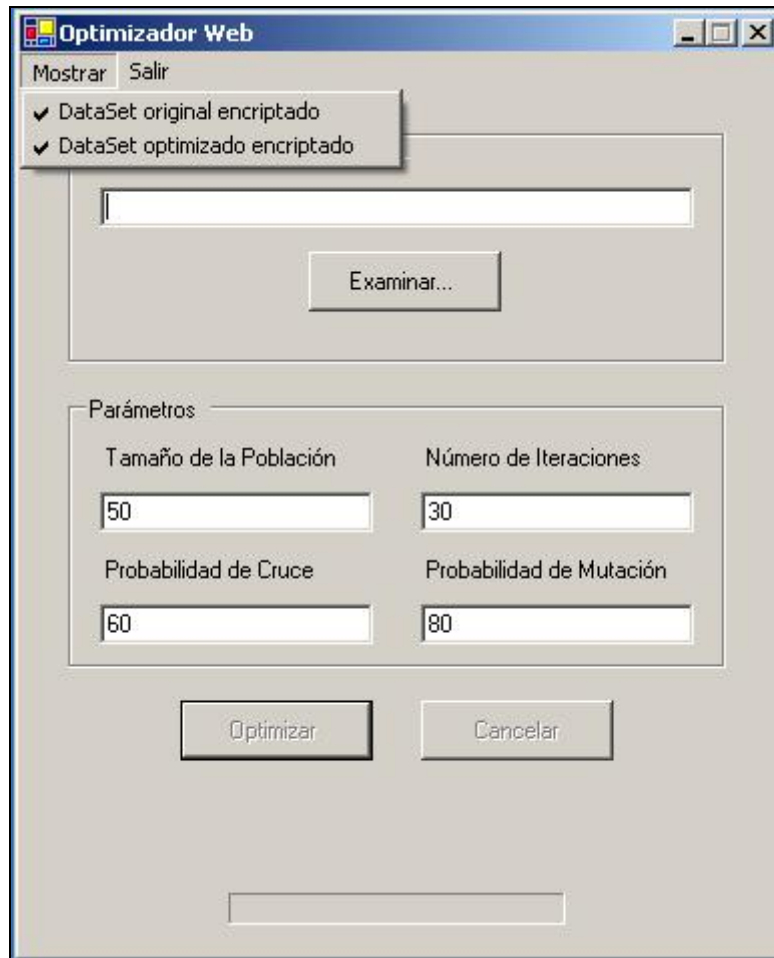 Optimizador Web
Mostrar Salir
DataSet original encriptado
DataSet optimizado encriptado
Examinar...
Parámetros
Tamaño de la Población Número de Iteraciones
50 30
Probabilidad de Cruce Probabilidad de Mutación
60 80
Optimizar Cancelar